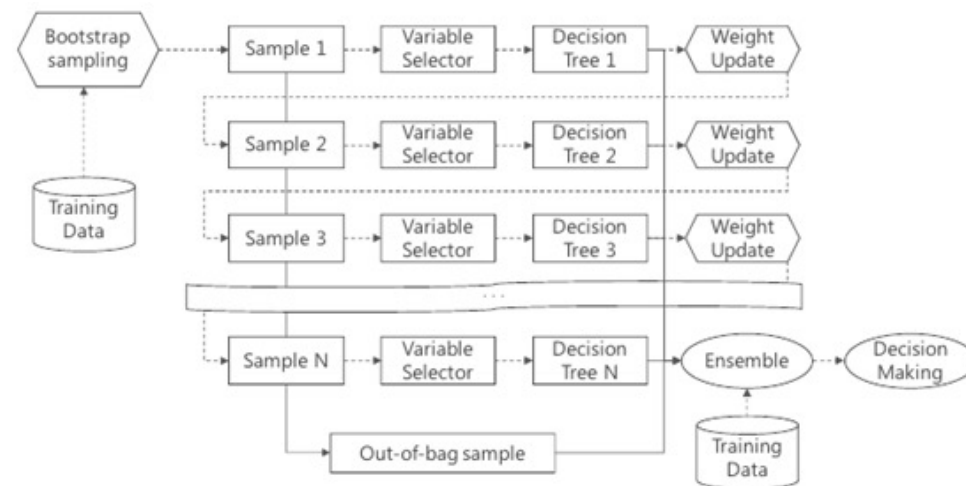 Bootstrap
sampling
Sample 1
Variable
Selector
Decision
Tree 1
Weight
Update
Sample 2
Variable
Selector
Decision
Tree 2
Weight
Update
Training
Data
Sample 3
Variable
Selector
Decision
Tree 3
Weight
Update
...
Sample N
Variable
Selector
Decision
Tree N
Ensemble
Decision
Making
Out-of-bag sample
Training
Data